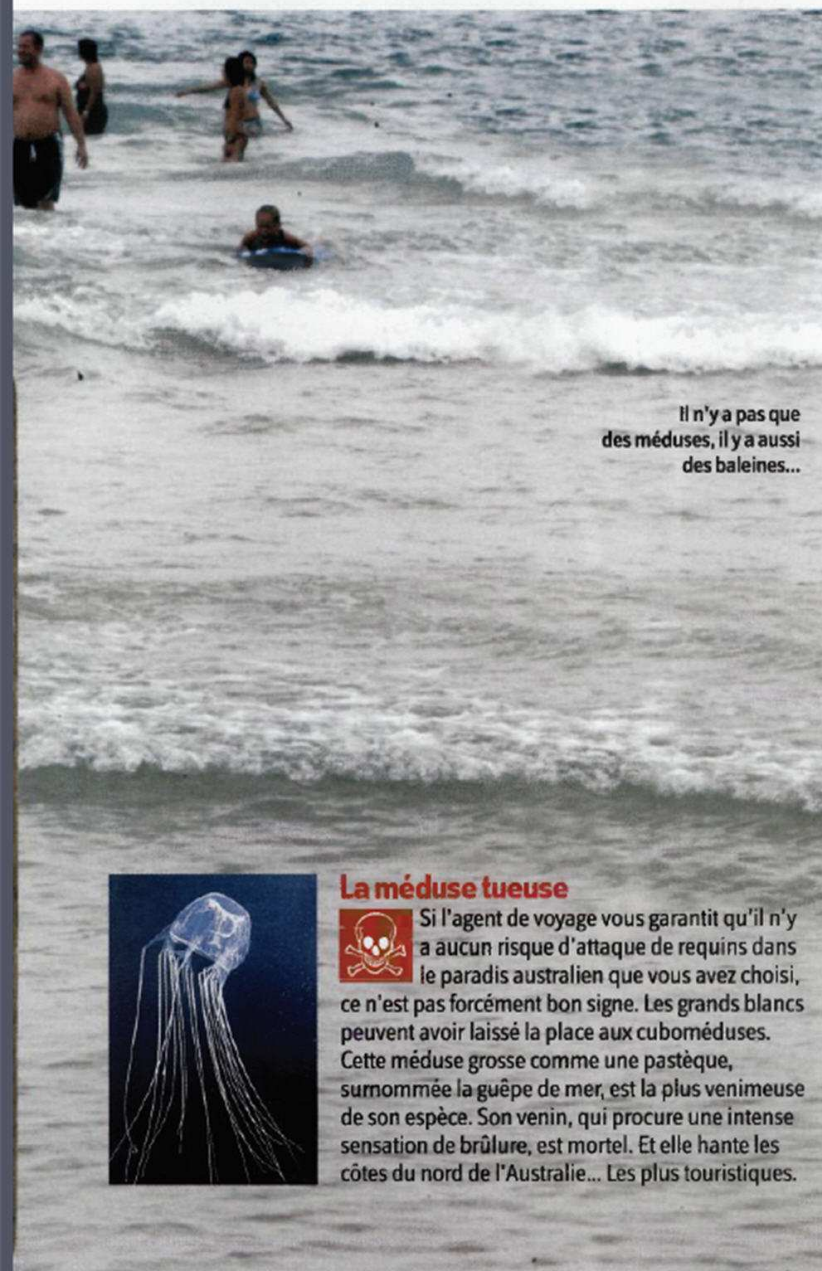 Il n'y a pas que
des méduses, il y a aussi
des baleines...
La méduse tueuse
Si l'agent de voyage vous garantit qu'il n'y
a aucun risque d'attaque de requins dans
le paradis australien que vous avez choisi,
ce n'est pas forcément bon signe. Les grands blancs
peuvent avoir laissé la place aux cuboméduses.
Cette méduse grosse comme une pastèque,
surnommée la guêpe de mer, est la plus venimeuse
de son espèce. Son venin, qui procure une intense
sensation de brûlure, est mortel. Et elle hante les
côtes du nord de l'Australie... Les plus touristiques.